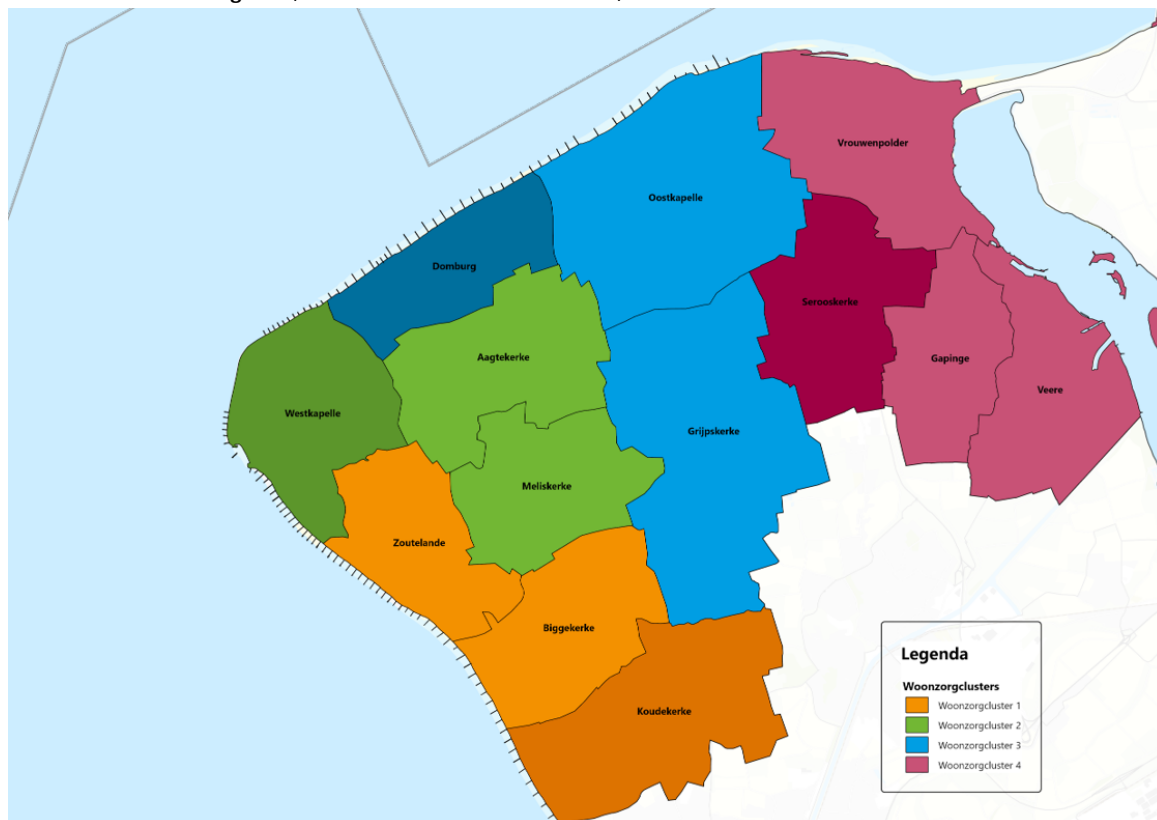 Vrouwenpolder
Oostkapelle
Domburg
Serooskerke
Aagtekerke
Gapinge
Veere
Westkapelle
Grijpskerke
Meliskerke
Zoutelande
Biggekerke
Koudekerke
Legenda
Woonzorgclusters
Woonzorgcluster 1
Woonzorgcluster 2
Woonzorgcluster 3
Woonzorgcluster 4